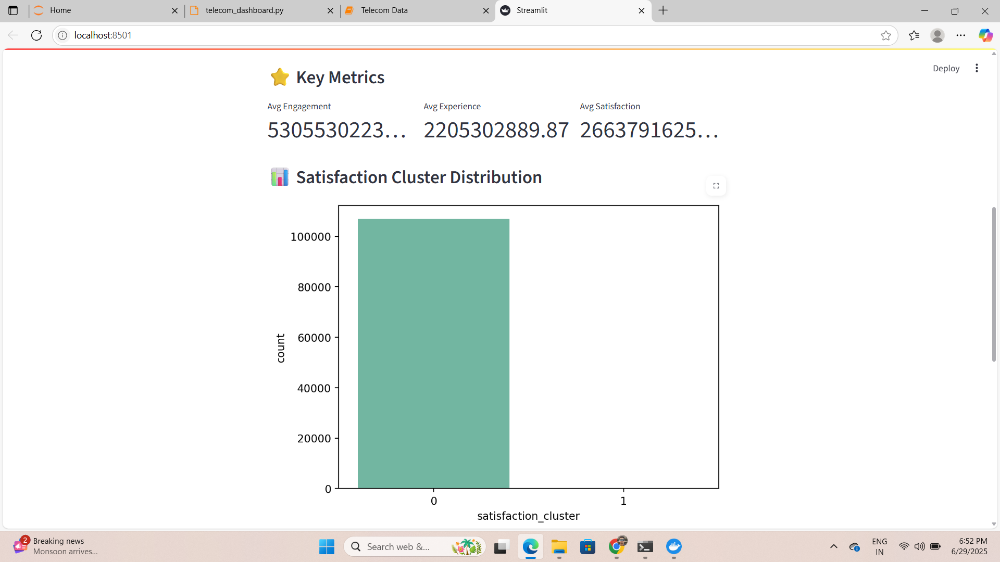 Home
telecom_dashboard.py
Telecom Data
Streamlit
localhost:8501
Deploy
Key Metrics
Avg Engagement
Avg Experience
Avg Satisfaction
5305530223...
2205302889.87
2663791625...
Satisfaction Cluster Distribution
100000
80000
60000
40000
20000
0
count
0
1
satisfaction_cluster
2
Breaking news
Monsoon arrives...
Search web &...
ENG
IN
6:52 PM
6/29/2025